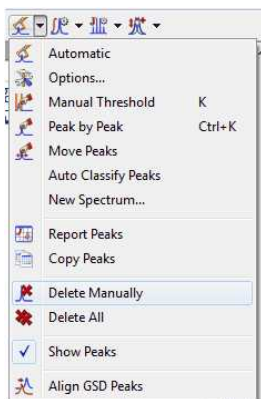 Automatic
Options...
Manual Threshold K
Peak by Peak Ctrl+K
Move Peaks
Auto Classify Peaks
New Spectrum...
Report Peaks
Copy Peaks
Delete Manually
Delete All
Show Peaks
Align GSD Peaks